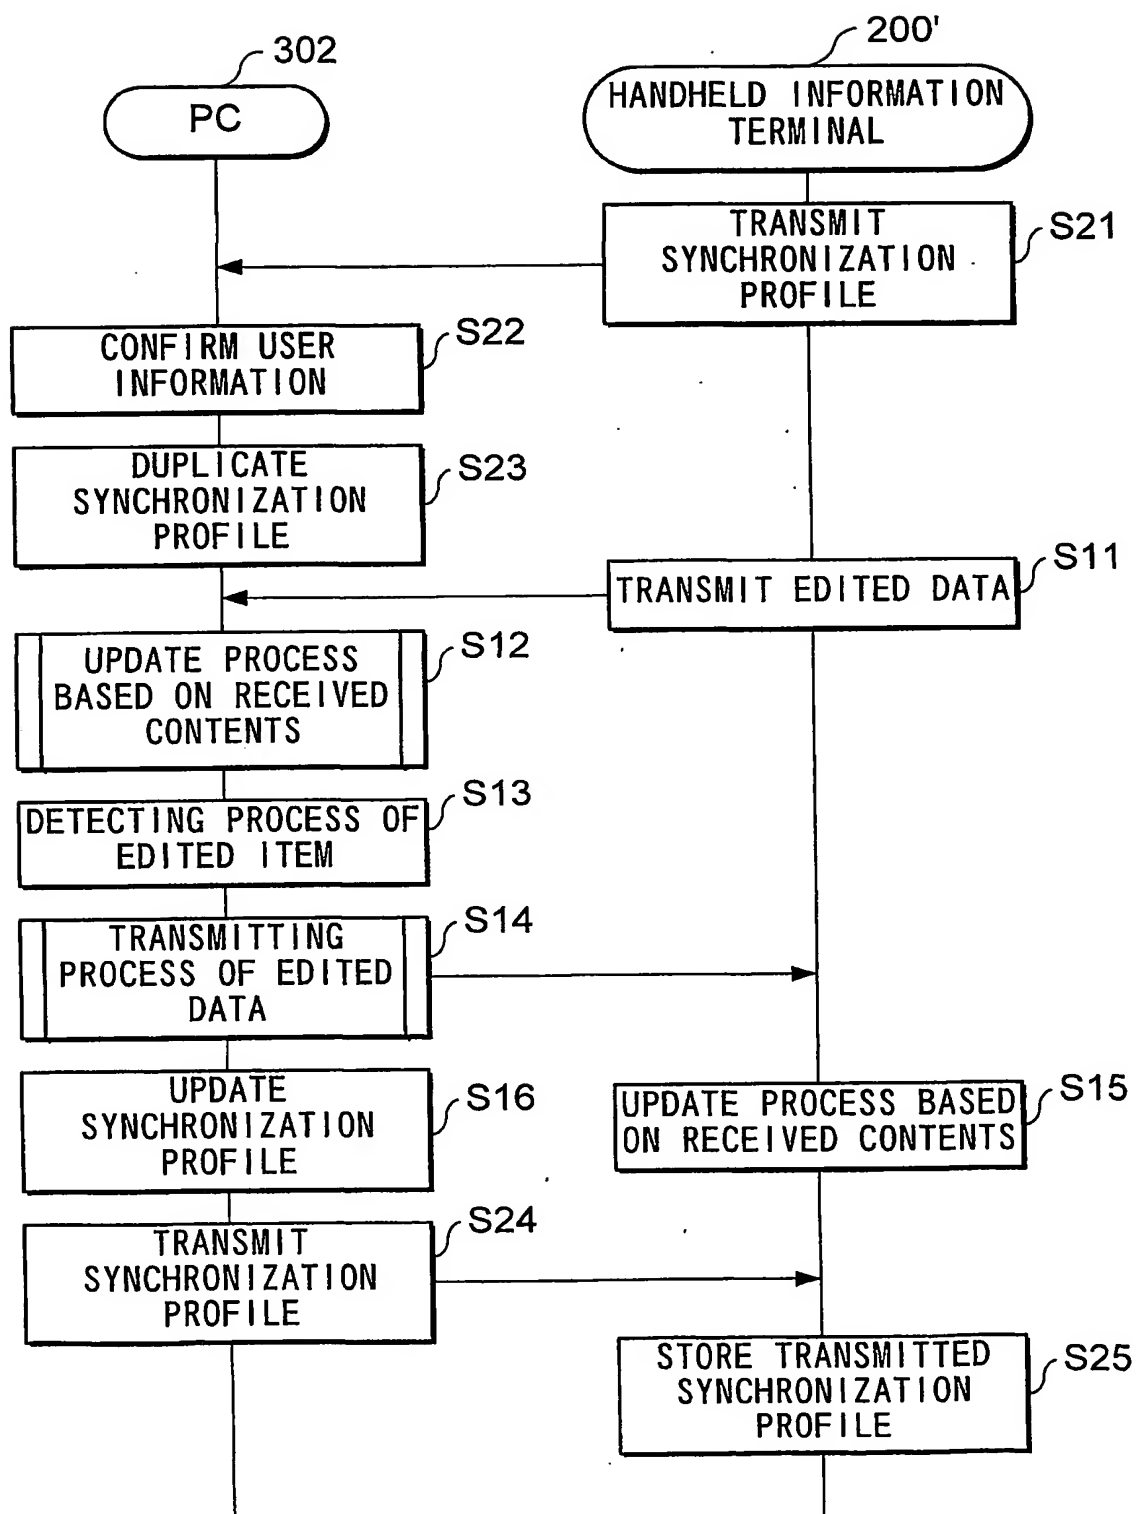 302
PC
200'
HANDHELD INFORMATION
TERMINAL
TRANSMIT
SYNCHRONIZATION
PROFILE
S21
CONFIRM USER
INFORMATION
S22
DUPLICATE
SYNCHRONIZATION
PROFILE
S23
TRANSMIT EDITED DATA
S11
UPDATE PROCESS
BASED ON RECEIVED
CONTENTS
S12
DETECTING PROCESS OF
EDITED ITEM
S13
TRANSMITTING
PROCESS OF EDITED
DATA
S14
UPDATE
SYNCHRONIZATION
PROFILE
S16
UPDATE PROCESS BASED
ON RECEIVED CONTENTS
S15
TRANSMIT
SYNCHRONIZATION
PROFILE
S24
STORE TRANSMITTED
SYNCHRONIZATION
PROFILE
S25